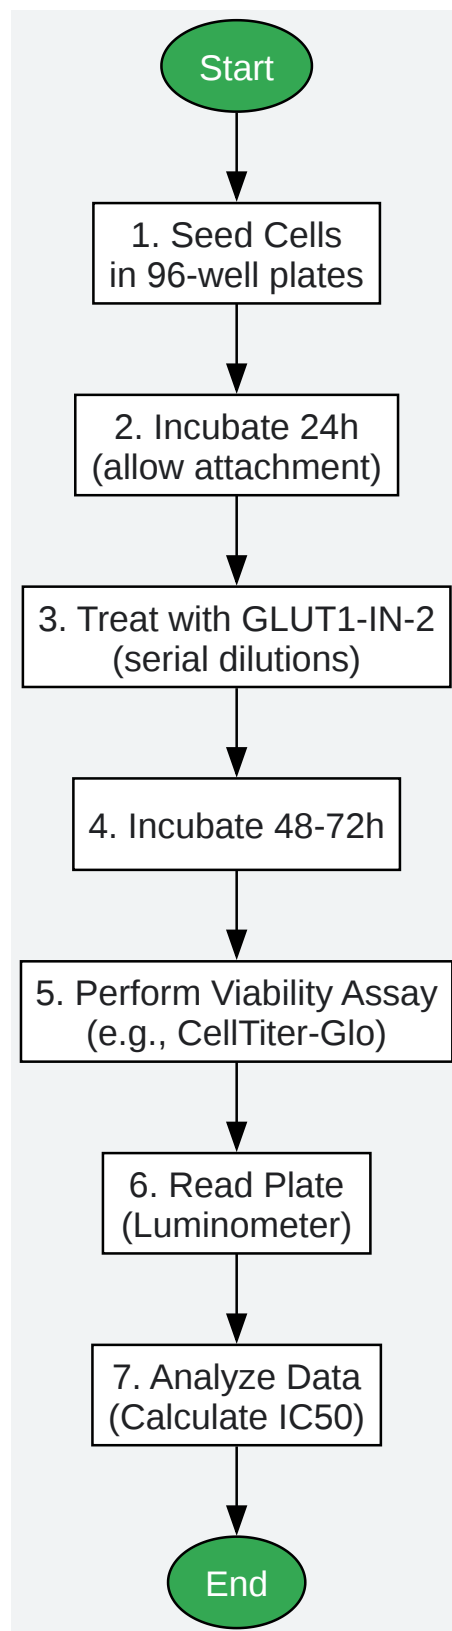 Start
1. Seed Cells
in 96-well plates
2. Incubate 24h
(allow attachment)
3. Treat with GLUT1-IN-2
(serial dilutions)
4. Incubate 48-72h
5. Perform Viability Assay
(e.g., CellTiter-Glo)
6. Read Plate
(Luminometer)
7. Analyze Data
(Calculate IC50)
End